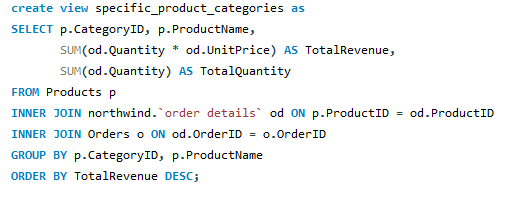 create view specific_product_categories as
SELECT p.CategoryID, p.ProductName,
SUM(od.Quantity * od.UnitPrice) AS TotalRevenue,
SUM(od.Quantity) AS TotalQuantity
FROM Products p
INNER JOIN northwind.`order details` od ON p.ProductID = od.ProductID
INNER JOIN Orders o ON od.OrderID = o.OrderID
GROUP BY p.CategoryID, p.ProductName
ORDER BY TotalRevenue DESC;